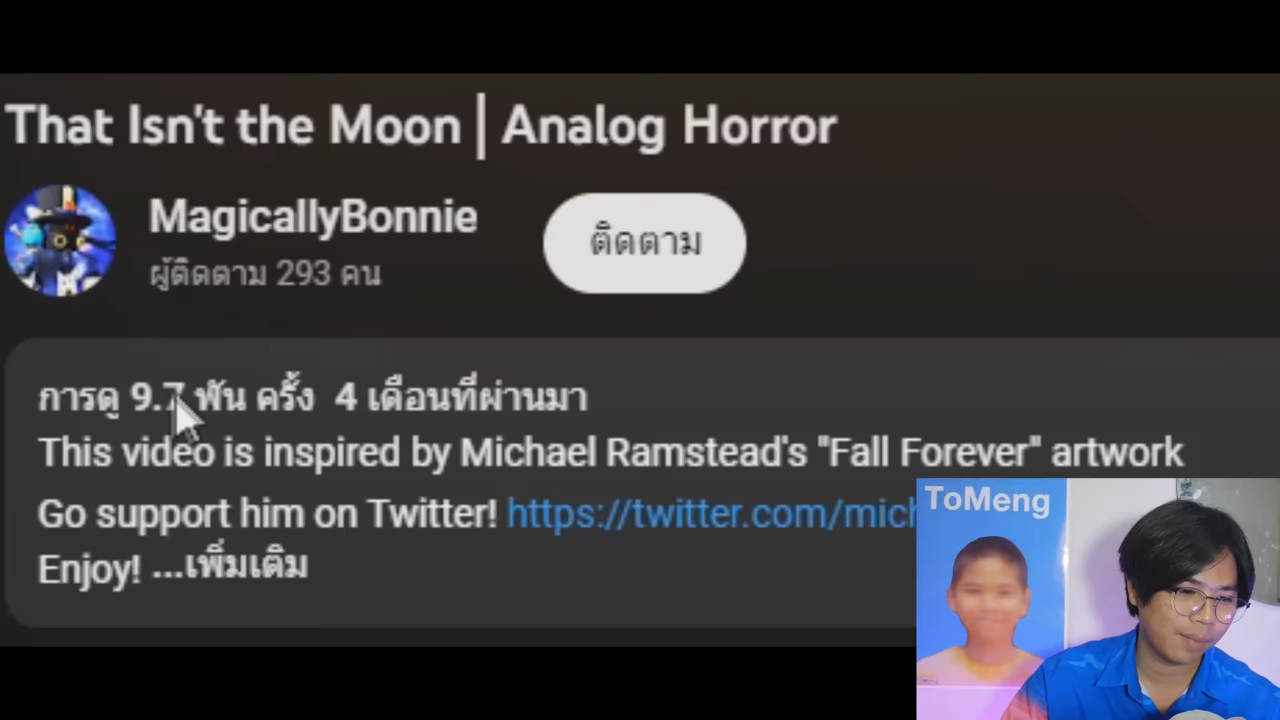 That Isn't the Moon | Analog Horror
MagicallyBonnie
ติดตาม
ผู้ติดตาม 293 คน
การดู 9.7 พัน ครั้ง 4 เดือนที่ผ่านมา
This video is inspired by Michael Ramstead's "Fall Forever" artwork
Go support him on Twitter! https://twitter.com/mich
Enjoy! ...เพิ่มเติม
ToMeng